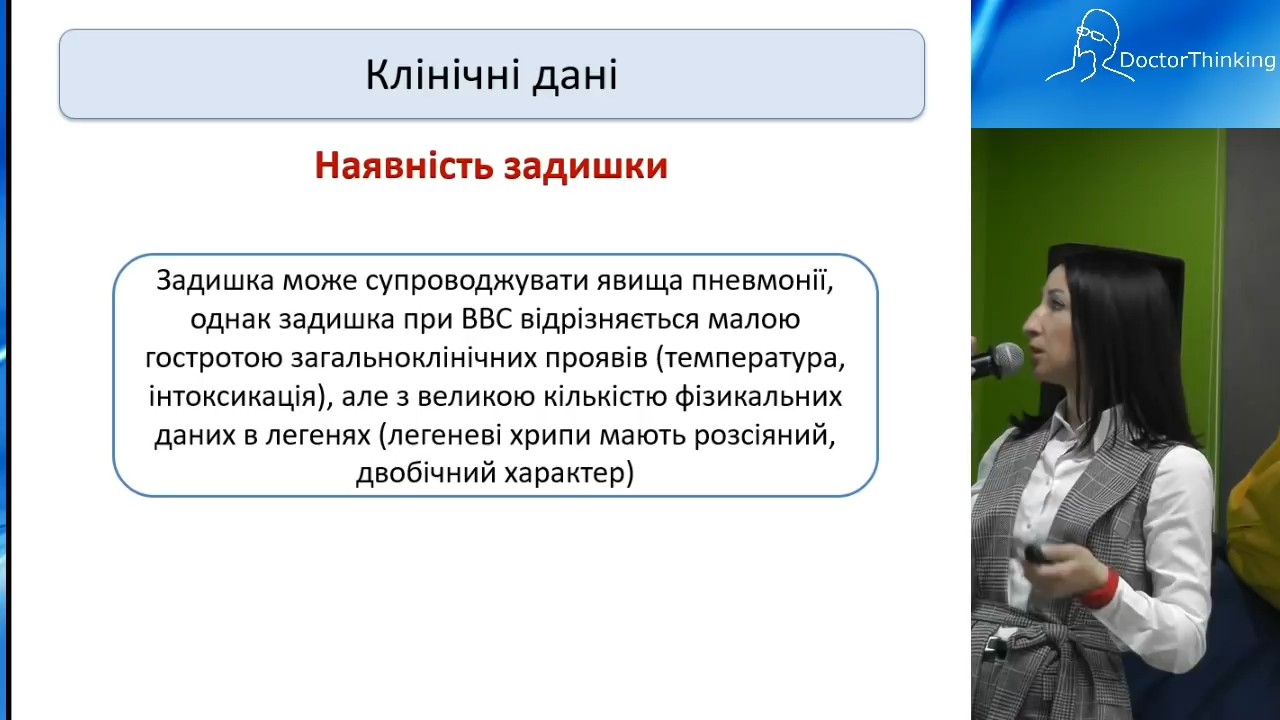 Клінічні дані
DoctorThinking
Наявність задишки
Задишка може супроводжувати явища пневмонії,
однак задишка при ВВС відрізняється малою
гостротою загальноклінічних проявів (температура,
інтоксикація), але з великою кількістю фізикальних
даних в легенях (легеневі хрипи мають розсіяний,
двобічний характер)